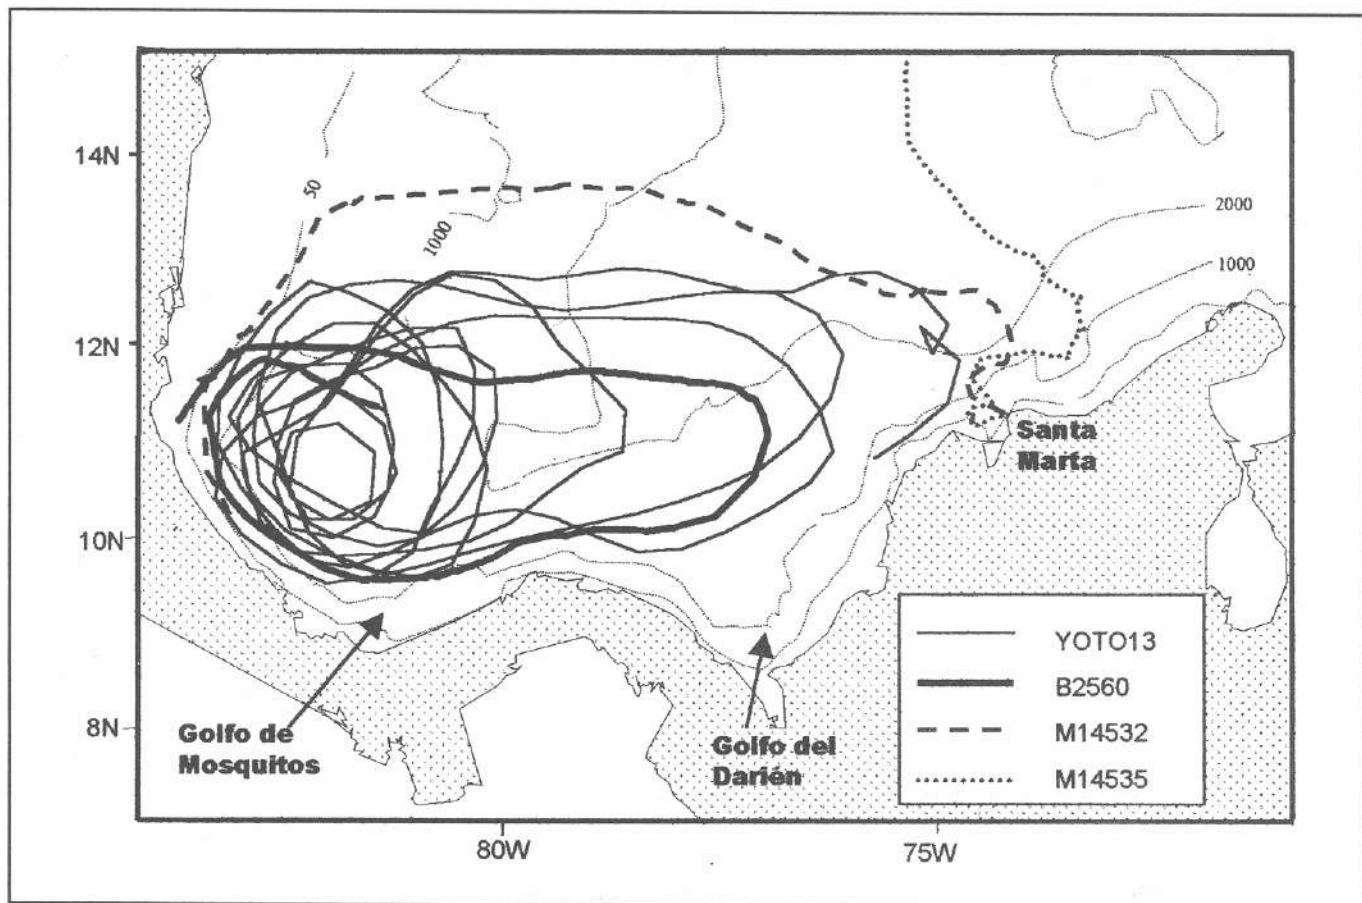 14N
12N
10N
8N
80W
75W
50
1000
2000
1000
Santa
Marta
Golfo de
Mosquitos
Golfo del
Darién
YOTO13
B2560
M14532
M14535